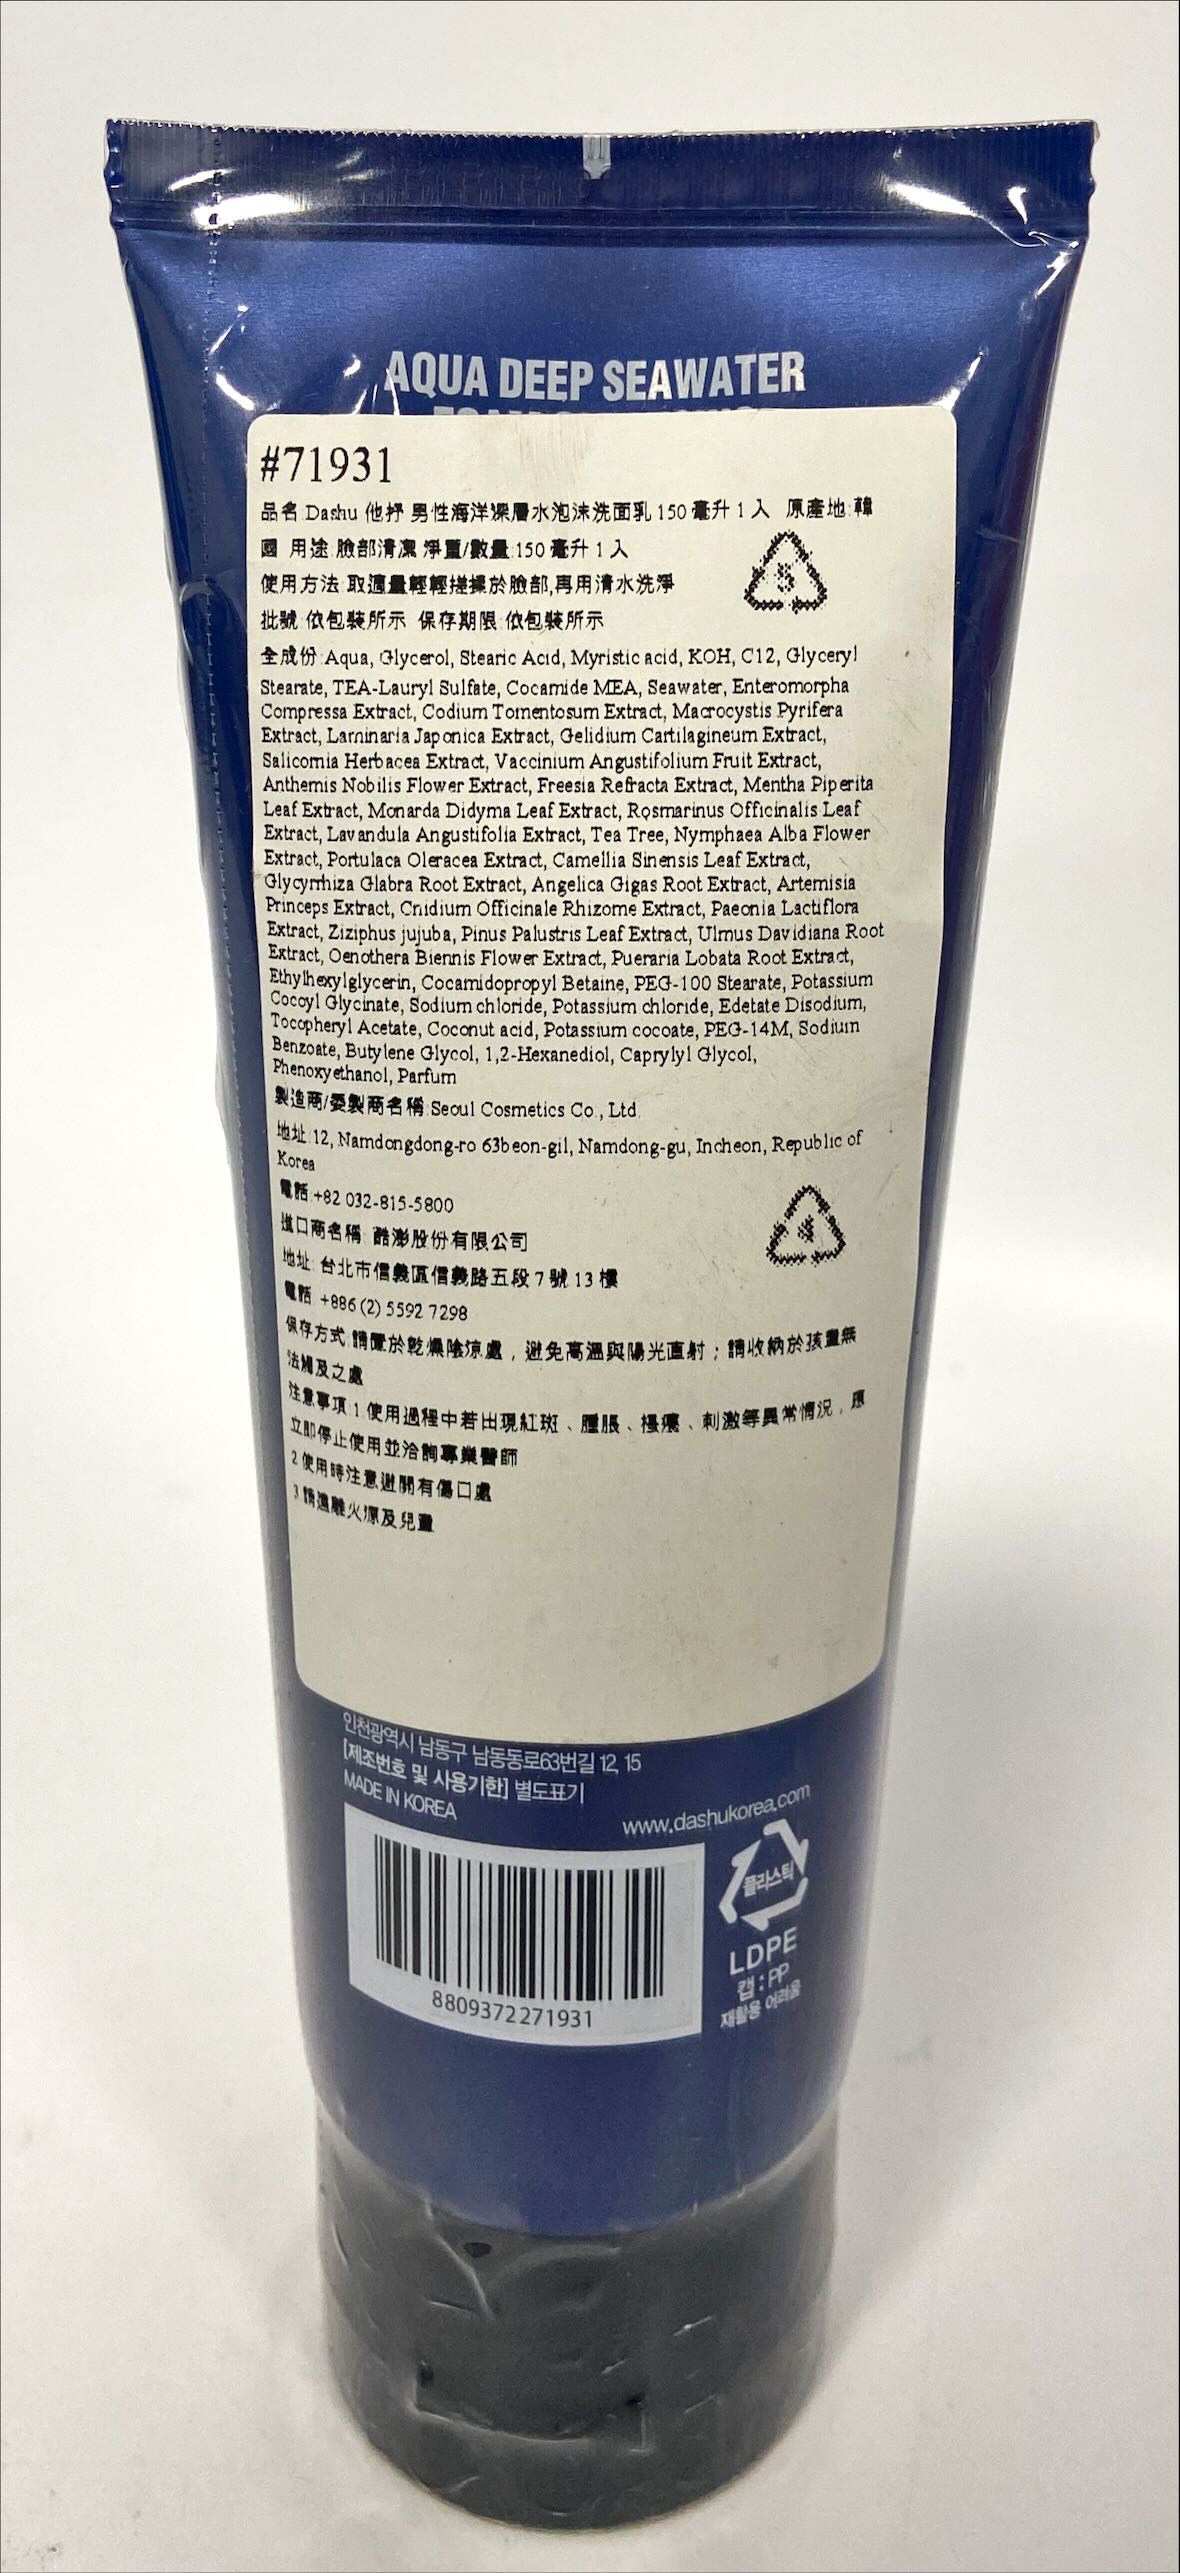 AQUA DEEP SEAWATER
#71931
品名:Dashu 他抒 男性海洋深層水泡沫洗面乳 150 毫升 1 入 原產地:韓
國 用途:臉部清潔 淨重/數量:150 毫升 1 入
使用方法:取適量輕輕搓揉於臉部,再用清水洗淨
5
批號:依包裝所示 保存期限:依包裝所示
全成份:Aqua, Glycerol, Stearic Acid, Myristic acid, KOH, C12, Glyceryl
Stearate, TEA-Lauryl Sulfate, Cocamide MEA, Seawater, Enteromorpha
Compressa Extract, Codium Tomentosum Extract, Macrocystis Pyrifera
Extract, Laminaria Japonica Extract, Gelidium Cartilagineum Extract,
Salicornia Herbacea Extract, Vaccinium Angustifolium Fruit Extract,
Anthemis Nobilis Flower Extract, Freesia Refracta Extract, Mentha Piperita
Leaf Extract, Monarda Didyma Leaf Extract, Rosmarinus Officinalis Leaf
Extract, Lavandula Angustifolia Extract, Tea Tree, Nymphaea Alba Flower
Extract, Portulaca Oleracea Extract, Camellia Sinensis Leaf Extract,
Glycyrrhiza Glabra Root Extract, Angelica Gigas Root Extract, Artemisia
Princeps Extract, Cnidium Officinale Rhizome Extract, Paeonia Lactiflora
Extract, Ziziphus jujuba, Pinus Palustris Leaf Extract, Ulmus Davidiana Root
Extract, Oenothera Biennis Flower Extract, Pueraria Lobata Root Extract,
Ethylhexylglycerin, Cocamidopropyl Betaine, PEG-100 Stearate, Potassium
Cocoyl Glycinate, Sodium chloride, Potassium chloride, Edetate Disodium,
Tocopheryl Acetate, Coconut acid, Potassium cocoate, PEG-14M, Sodium
Benzoate, Butylene Glycol, 1,2-Hexanediol, Caprylyl Glycol,
Phenoxyethanol, Parfum
製造商/委製商名稱:Seoul Cosmetics Co., Ltd.
地址:12, Namdongdong-ro 63beon-gil, Namdong-gu, Incheon, Republic of
Korea
電話:+82 032-815-5800
進口商名稱: 酷澎股份有限公司
4
地址: 台北市信義區信義路五段 7 號 13 樓
電話: +886 (2) 5592 7298
保存方式:請置於乾燥陰涼處，避免高溫與陽光直射；請收納於孩童無
法觸及之處
注意事項:1.使用過程中若出現紅斑、腫脹、搔癢、刺激等異常情況，應
立即停止使用並洽詢專業醫師
2.使用時注意避開有傷口處
3.請遠離火源及兒童
인천광역시 남동구 남동동로63번길 12, 15
[제조번호 및 사용기한] 별도표기
MADE IN KOREA
www.dashukorea.com
8809372271931
플라스틱
LDPE
캡 : PP
재활용 어려움